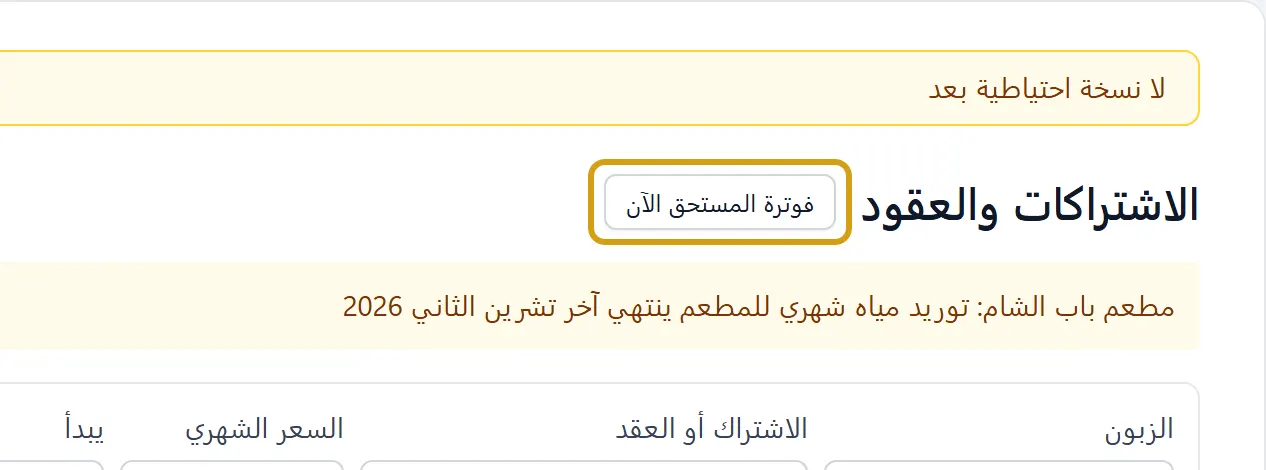 لا نسخة احتياطية بعد
الاشتراكات والعقود فوترة المستحق الآن
مطعم باب الشام: توريد مياه شهري للمطعم ينتهي آخر تشرين الثاني 2026
الزبون الاشتراك أو العقد السعر الشهري يبدأ